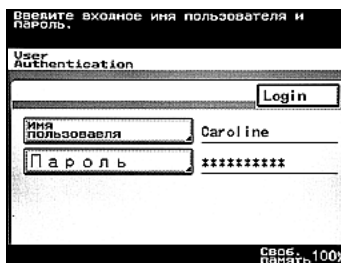 Введите входное имя пользователя и
пароль.
User
Authentication
Login
Имя
пользоваеля
Caroline
Пароль
**********
Своб.
память 100%